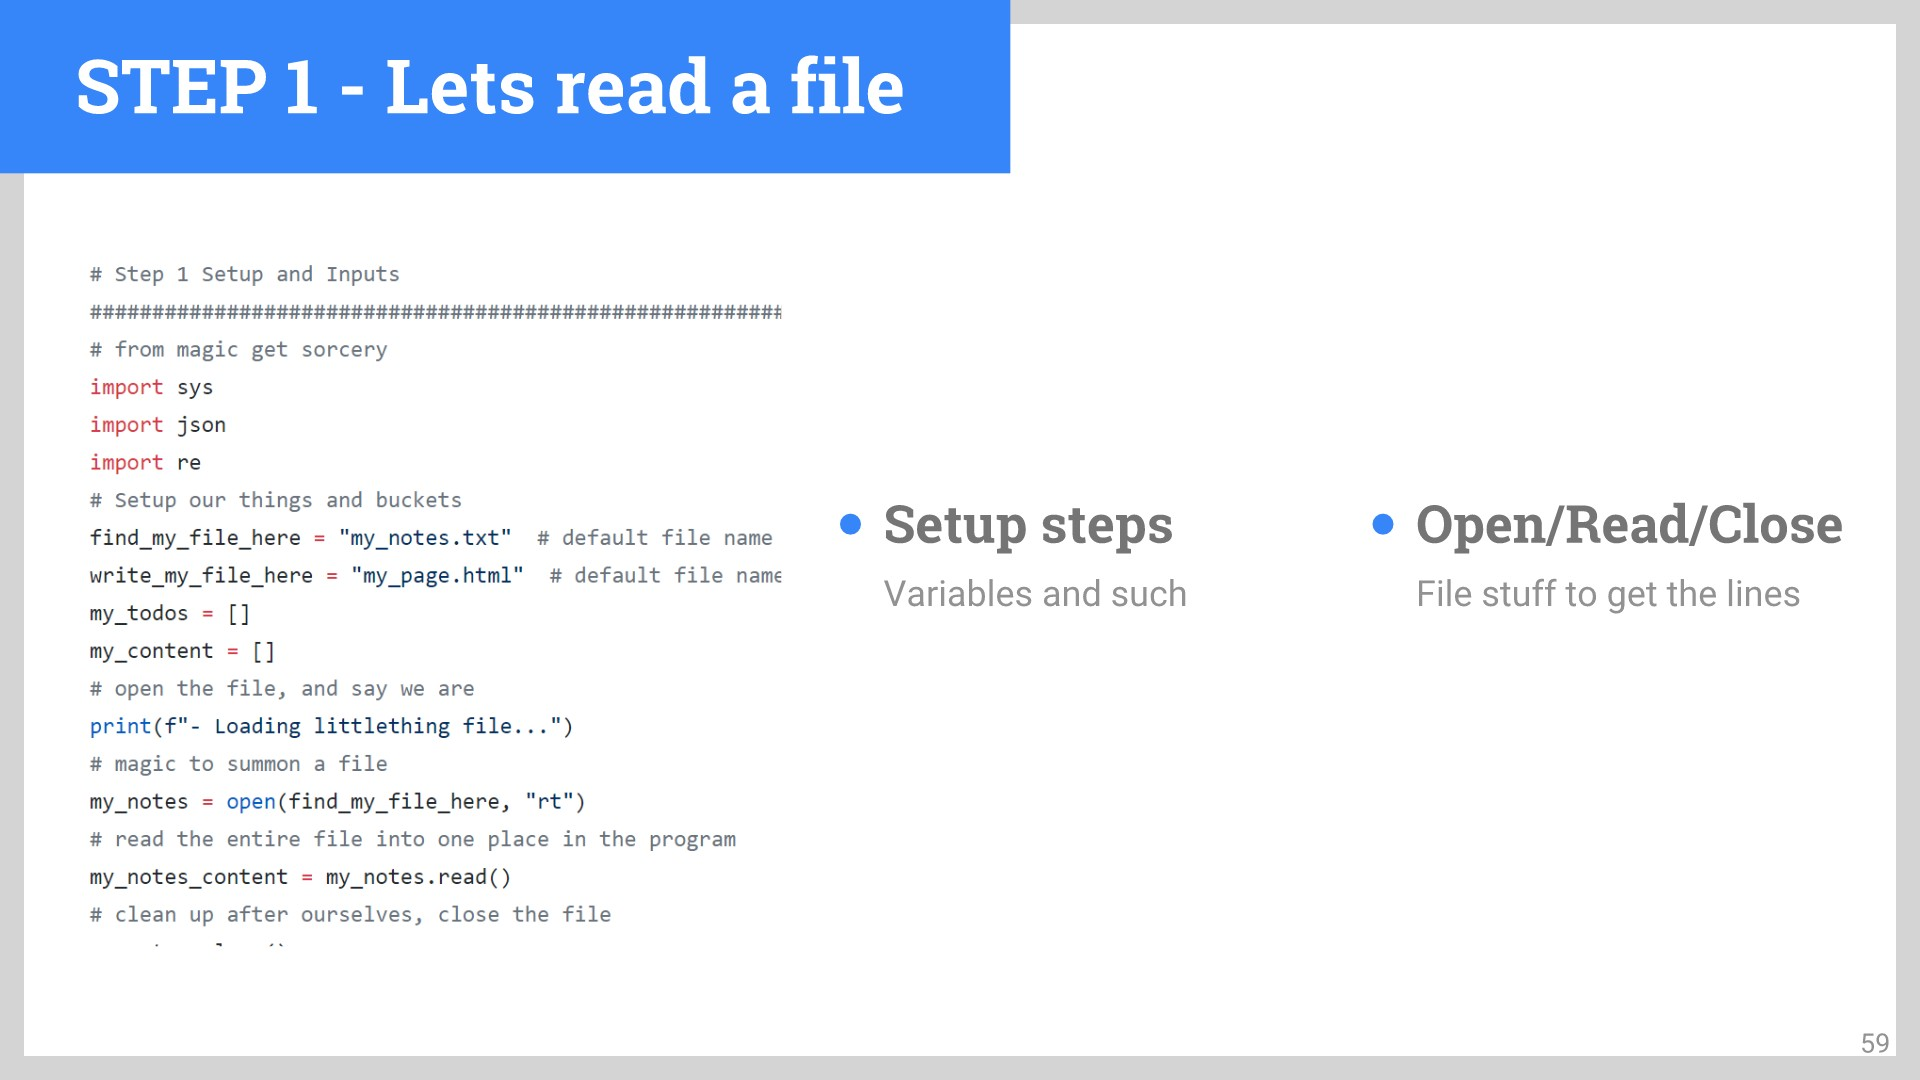 STEP 1 - Lets read a file
# Step 1 Setup and Inputs
########################################################
# from magic get sorcery
import sys
import json
import re
# Setup our things and buckets
find_my_file_here = "my_notes.txt"  # default file name
write_my_file_here = "my_page.html"  # default file name
my_todos = []
my_content = []
# open the file, and say we are
print(f"- Loading littlething file...")
# magic to summon a file
my_notes = open(find_my_file_here, "rt")
# read the entire file into one place in the program
my_notes_content = my_notes.read()
# clean up after ourselves, close the file
Setup steps
Variables and such
Open/Read/Close
File stuff to get the lines
59